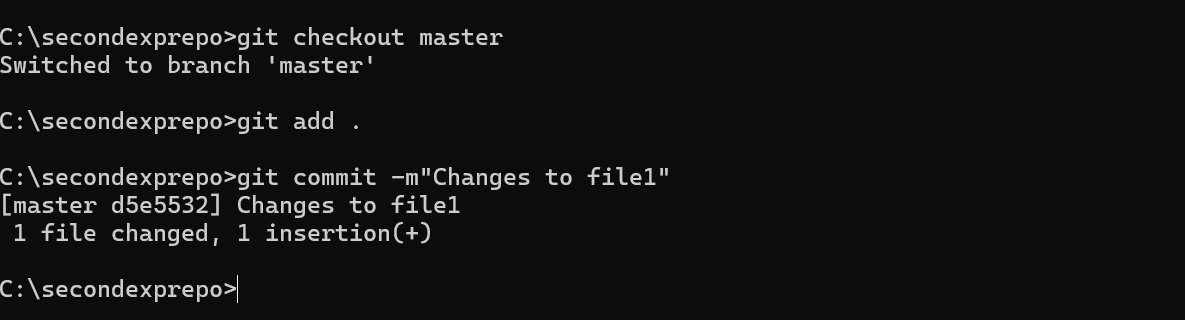 C:\secondexprepo>git checkout master
Switched to branch 'master'
C:\secondexprepo>git add .
C:\secondexprepo>git commit -m"Changes to file1"
[master d5e5532] Changes to file1
 1 file changed, 1 insertion(+)
C:\secondexprepo>